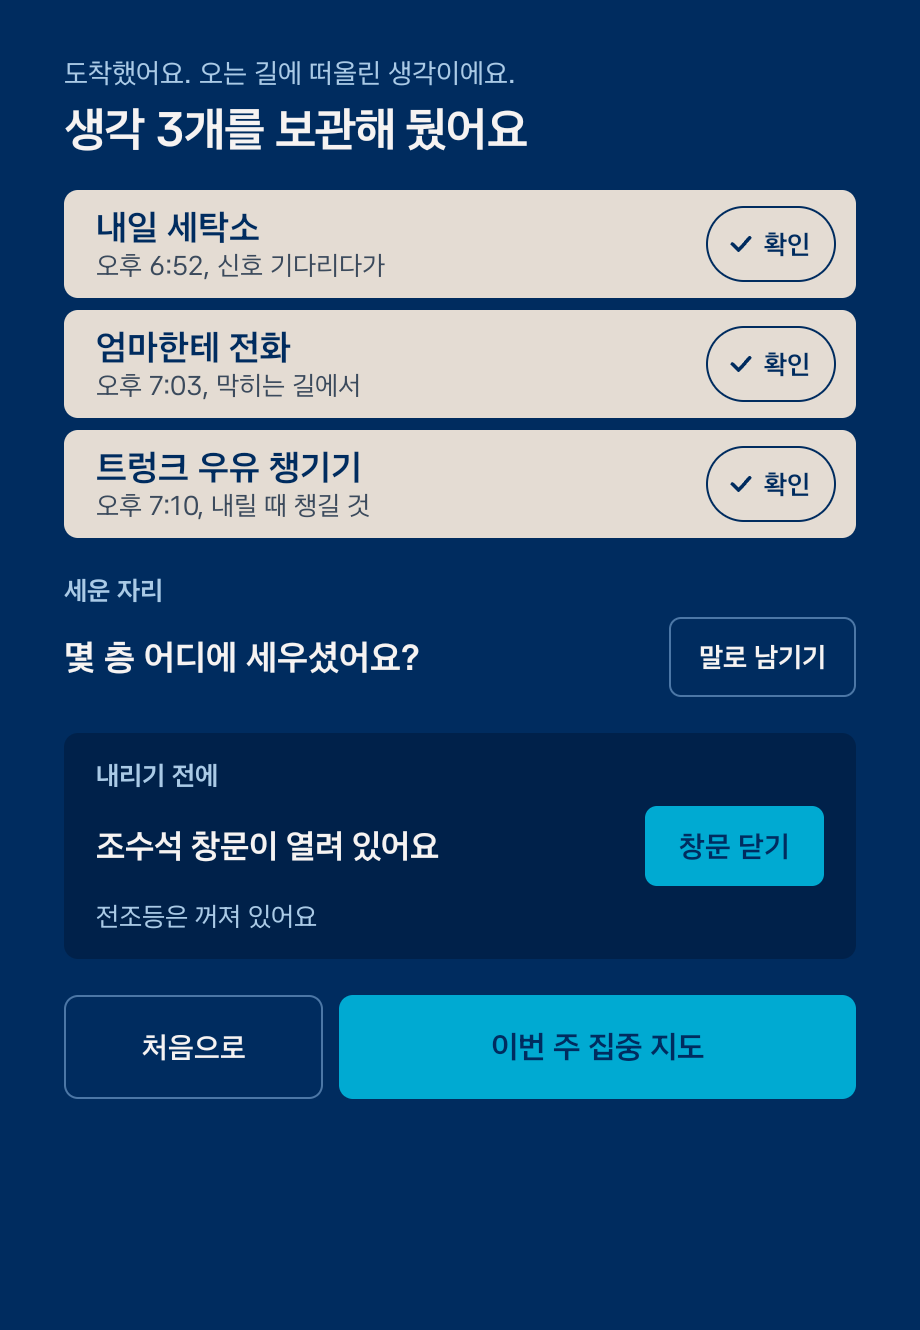 도착했어요. 오는 길에 떠올린 생각이에요.
생각 3개를 보관해 뒀어요
내일 세탁소
오후 6:52, 신호 기다리다가
확인
엄마한테 전화
오후 7:03, 막히는 길에서
확인
트렁크 우유 챙기기
오후 7:10, 내릴 때 챙길 것
확인
세운 자리
몇 층 어디에 세우셨어요?
말로 남기기
내리기 전에
조수석 창문이 열려 있어요
창문 닫기
전조등은 꺼져 있어요
처음으로
이번 주 집중 지도